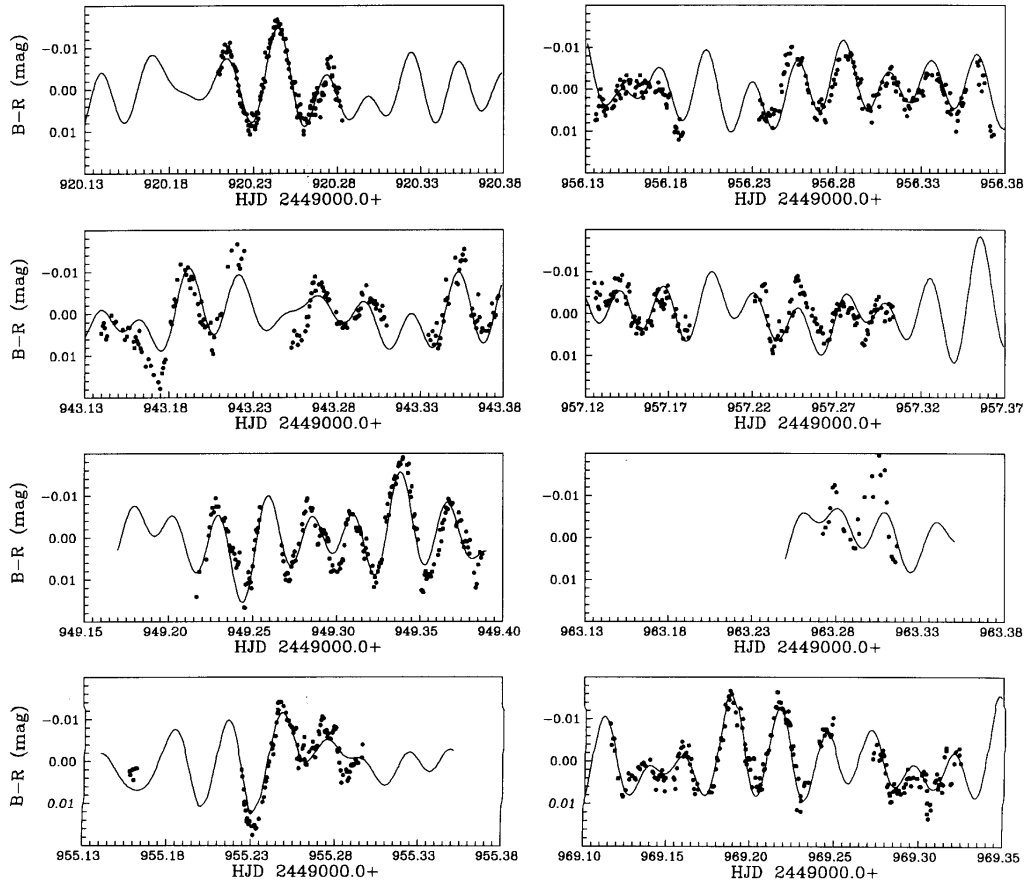 B-R (mag)
-0.01
0.00
0.01
920.13 920.18 920.23 920.28 920.33 920.38
HJD 2449000.0+
-0.01
0.00
0.01
956.13 956.18 956.23 956.28 956.33 956.38
HJD 2449000.0+
B-R (mag)
-0.01
0.00
0.01
943.13 943.18 943.23 943.28 943.33 943.38
HJD 2449000.0+
-0.01
0.00
0.01
957.12 957.17 957.22 957.27 957.32 957.37
HJD 2449000.0+
B-R (mag)
-0.01
0.00
0.01
949.15 949.20 949.25 949.30 949.35 949.40
HJD 2449000.0+
-0.01
0.00
0.01
963.13 963.18 963.23 963.28 963.33 963.38
HJD 2449000.0+
B-R (mag)
-0.01
0.00
0.01
955.13 955.18 955.23 955.28 955.33 955.38
HJD 2449000.0+
-0.01
0.00
0.01
969.10 969.15 969.20 969.25 969.30 969.35
HJD 2449000.0+